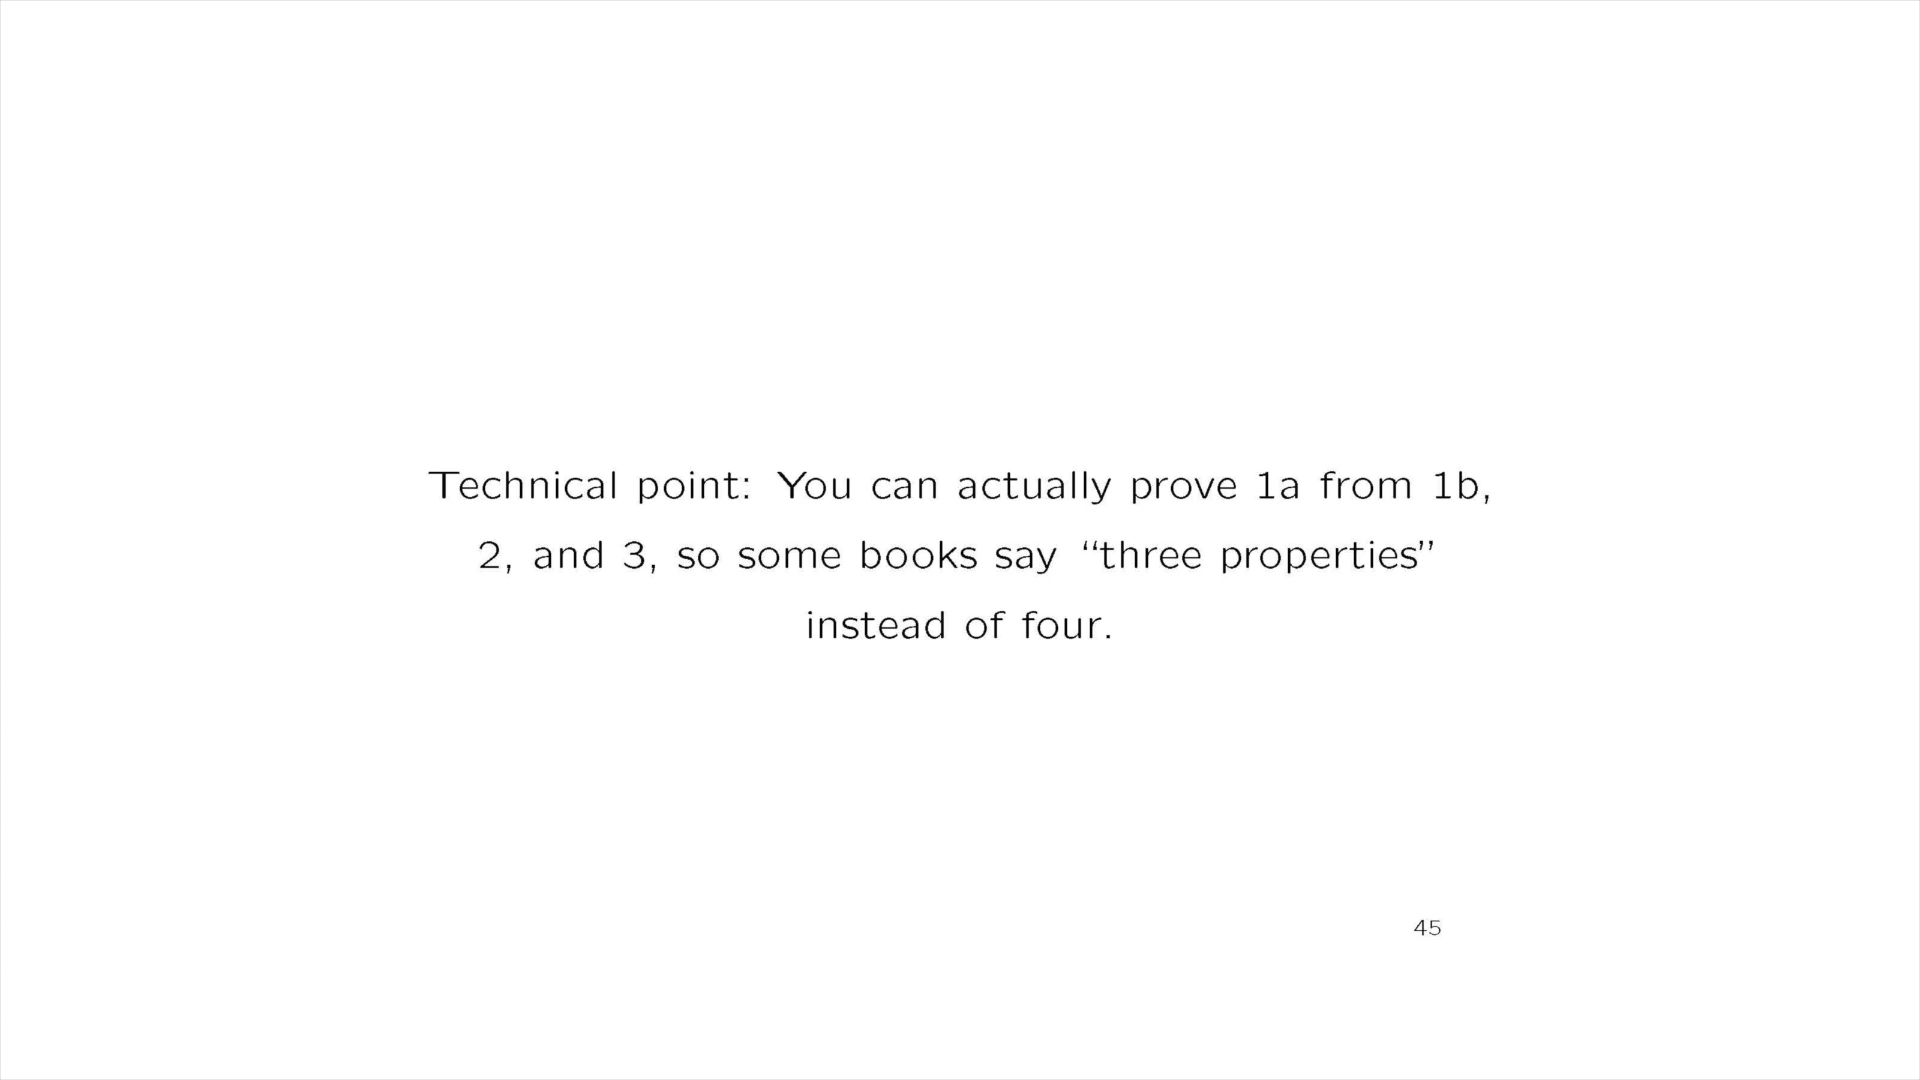 Technical point: You can actually prove 1a from 1b,
2, and 3, so some books say “three properties”
instead of four.
45